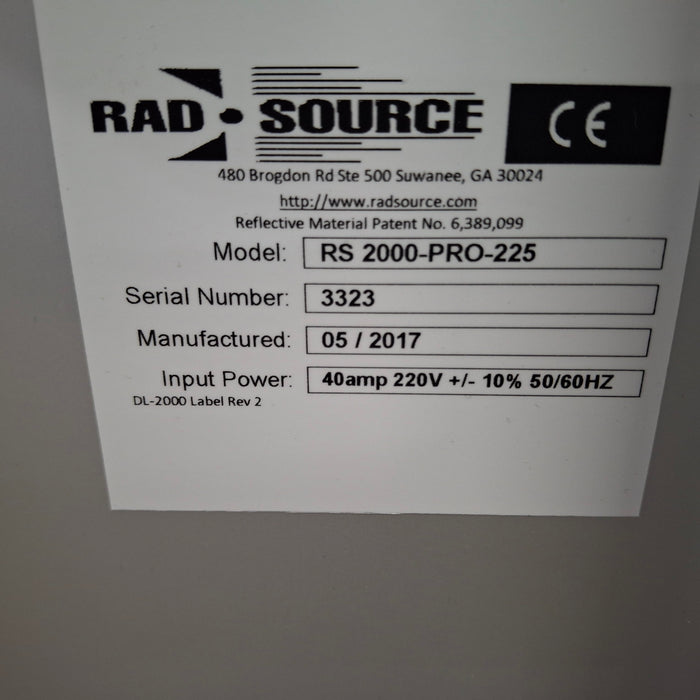 RAD SOURCE CE
480 Brogdon Rd Ste 500 Suwanee, GA 30024
http://www.radsource.com
Reflective Material Patent No. 6,389,099
Model: RS 2000-PRO-225
Serial Number: 3323
Manufactured: 05 / 2017
Input Power: 40amp 220V +/- 10% 50/60HZ
DL-2000 Label Rev 2